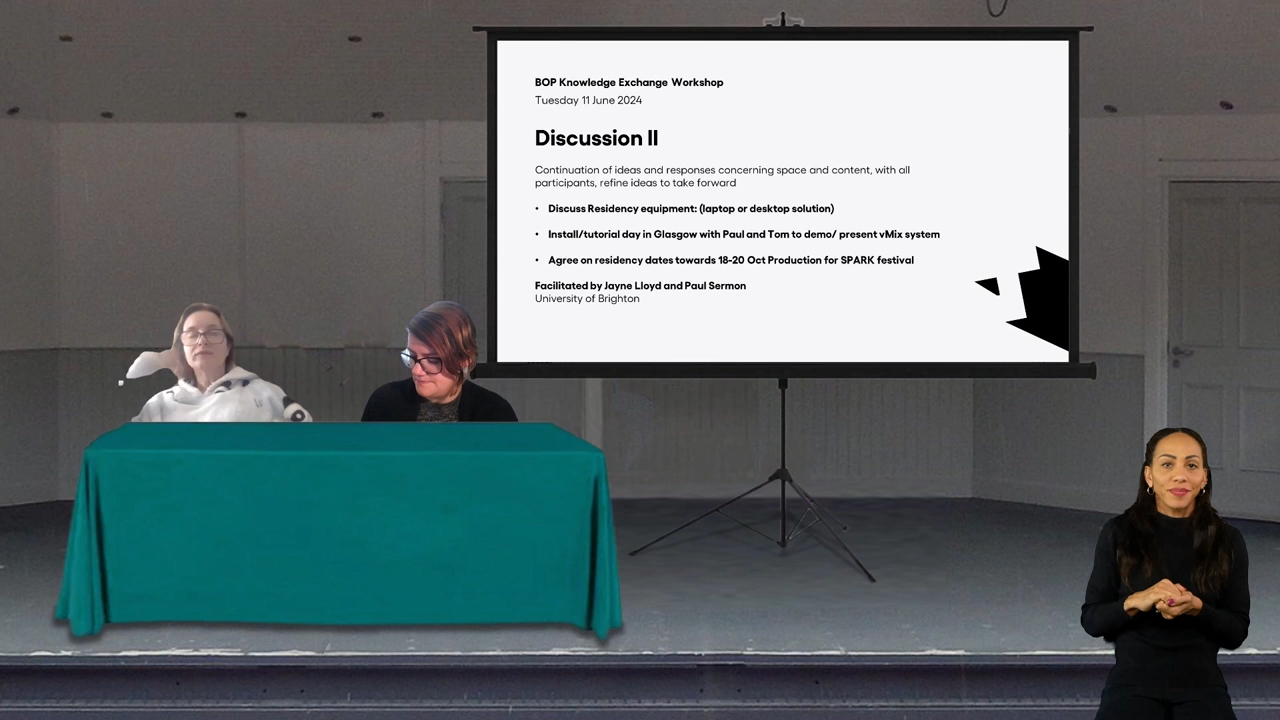 BOP Knowledge Exchange Workshop
Tuesday 11 June 2024
Discussion II
Continuation of ideas and responses concerning space and content, with all
participants, refine ideas to take forward
• Discuss Residency equipment: (laptop or desktop solution)
• Install/tutorial day in Glasgow with Paul and Tom to demo/ present vMix system
• Agree on residency dates towards 18-20 Oct Production for SPARK festival
Facilitated by Jayne Lloyd and Paul Sermon
University of Brighton